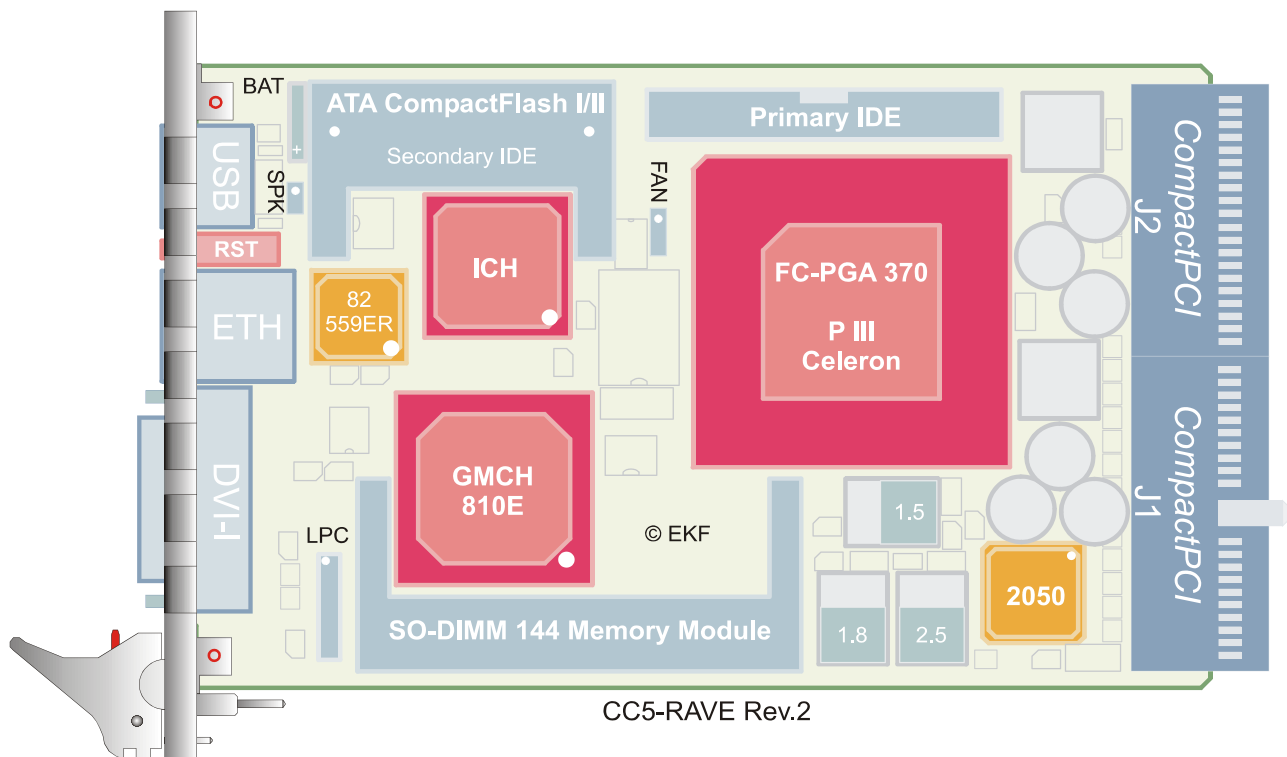 BAT
ATA CompactFlash I/II
Secondary IDE
Primary IDE
USB
SPK
FAN
CompactPCI
J2
RST
ICH
FC-PGA 370
P III
Celeron
ETH
82
559ER
GMCH
810E
DVI-I
LPC
© EKF
1.5
J1
CompactPCI
2050
SO-DIMM 144 Memory Module
1.8
2.5
+
CC5-RAVE Rev.2